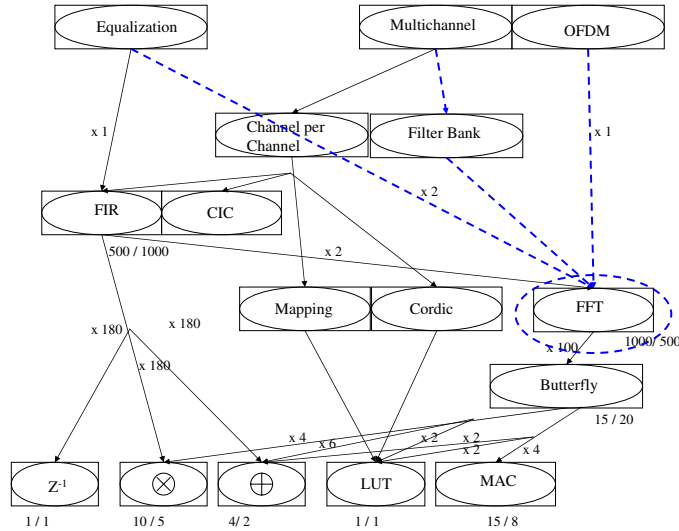 Equalization
Multichannel
OFDM
Channel per
Channel
Filter Bank
x 1
x 1
x 2
FIR
CIC
500 / 1000
x 2
Mapping
Cordic
FFT
x 180
x 180
x 180
x 100
1000/ 500
Butterfly
15 / 20
x 4
x 6
x 2
x 2
x 2
x 4
Z-1
LUT
MAC
1 / 1
10 / 5
4/ 2
1 / 1
15 / 8